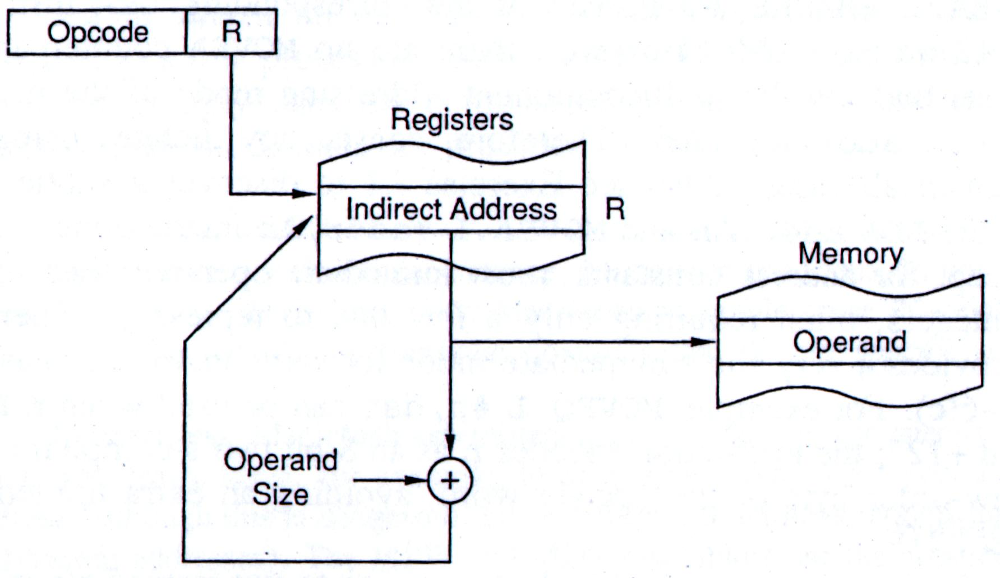 Opcode R
Registers
Indirect Address R
Memory
Operand
Operand
Size
+